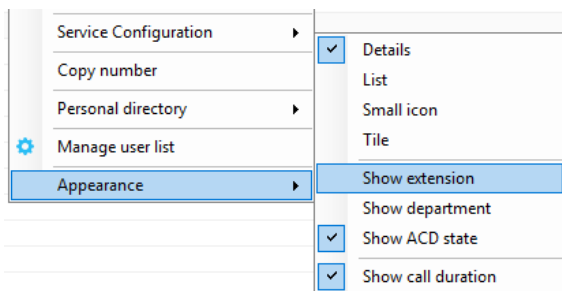 Service Configuration
Copy number
Personal directory
Manage user list
Appearance
Details
List
Small icon
Tile
Show extension
Show department
Show ACD state
Show call duration